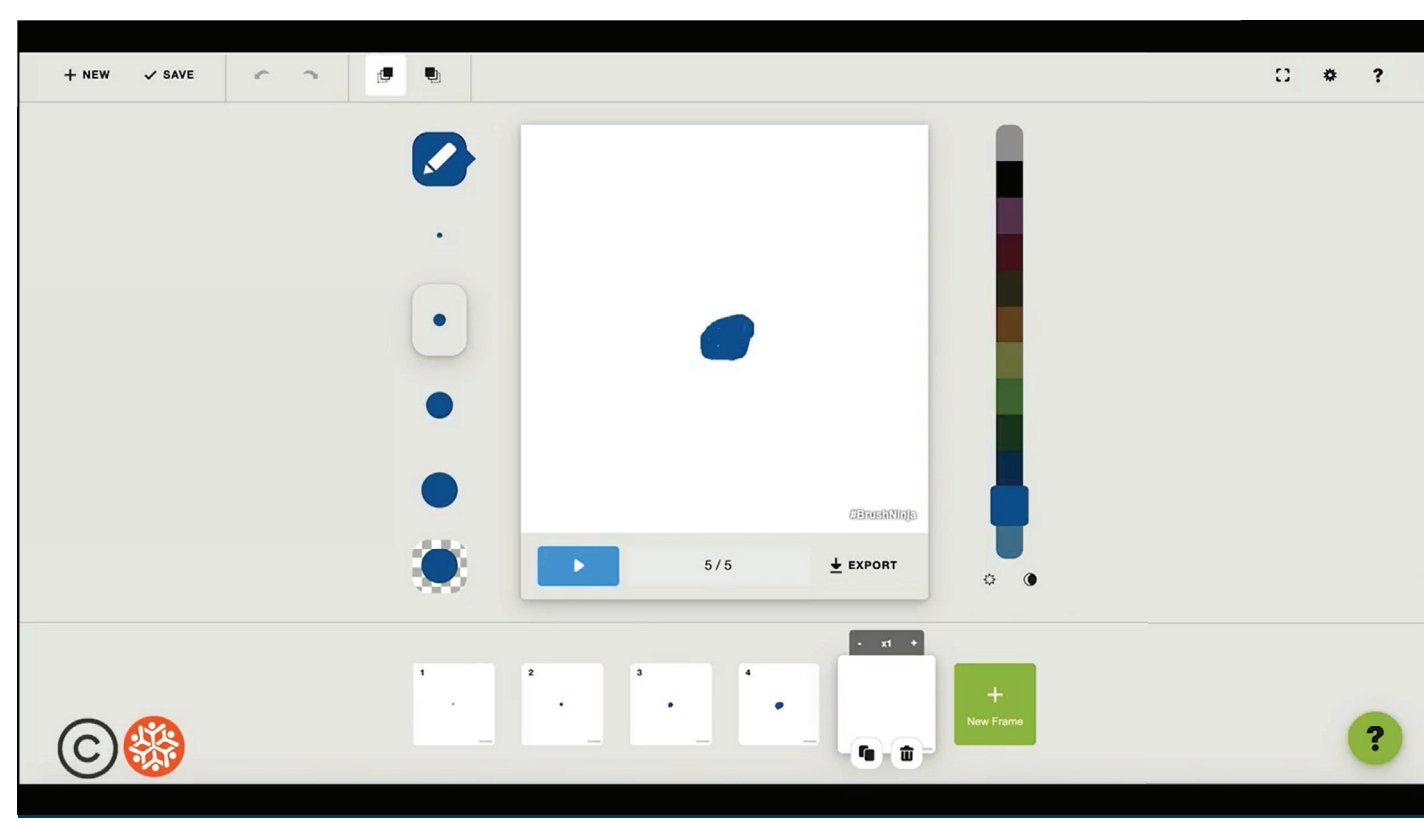 + NEW
✓ SAVE
?
#BrushNinja
5 / 5
EXPORT
- x1 +
1
2
3
4
+
New Frame
©
?